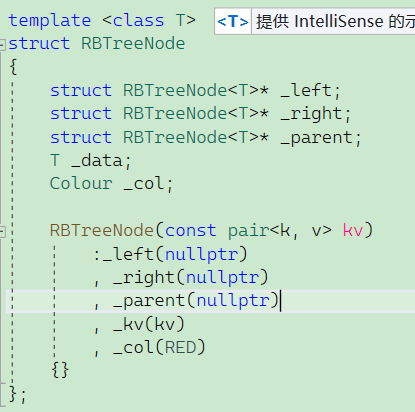 template <class T>
<T> 提供 IntelliSense 的示
struct RBTreeNode
{
    struct RBTreeNode<T>* _left;
    struct RBTreeNode<T>* _right;
    struct RBTreeNode<T>* _parent;
    T _data;
    Colour _col;
    RBTreeNode(const pair<k, v> kv)
        :_left(nullptr)
        , _right(nullptr)
        , _parent(nullptr)
        , _kv(kv)
        , _col(RED)
    {}
};